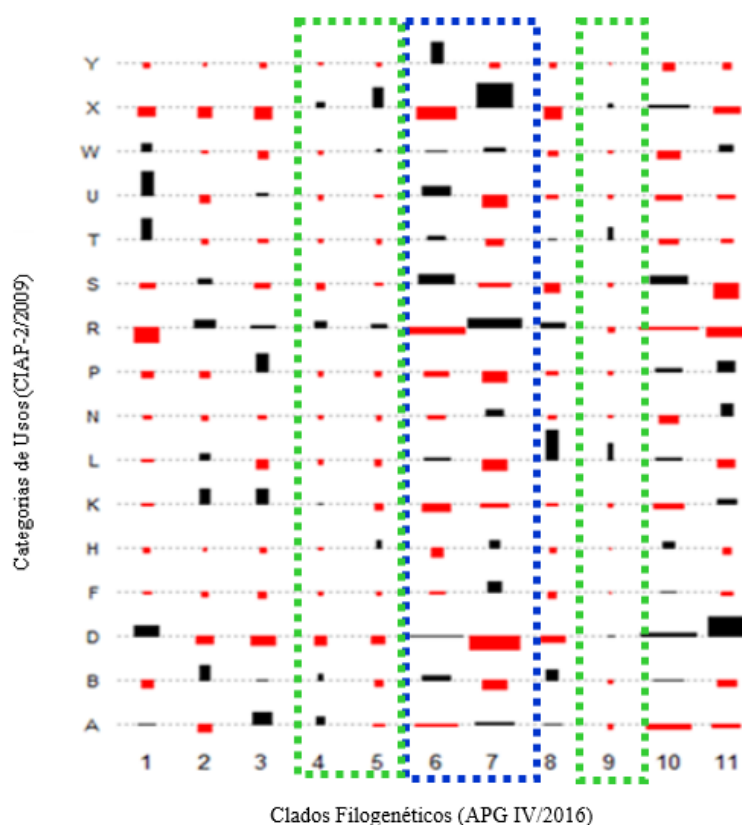 Y
X
W
U
T
S
R
P
N
L
K
H
F
D
B
A
Categorias de Usos (CIAP-2/2009)
1 2 3 4 5 6 7 8 9 10 11
Clados Filogenéticos (APG IV/2016)